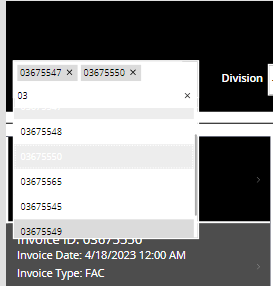 03675547 × 03675550 ×
Division
03 ×
03675548
03675550
03675565
03675545
03675549
Invoice ID: 03675550
Invoice Date: 4/18/2023 12:00 AM
Invoice Type: FAC